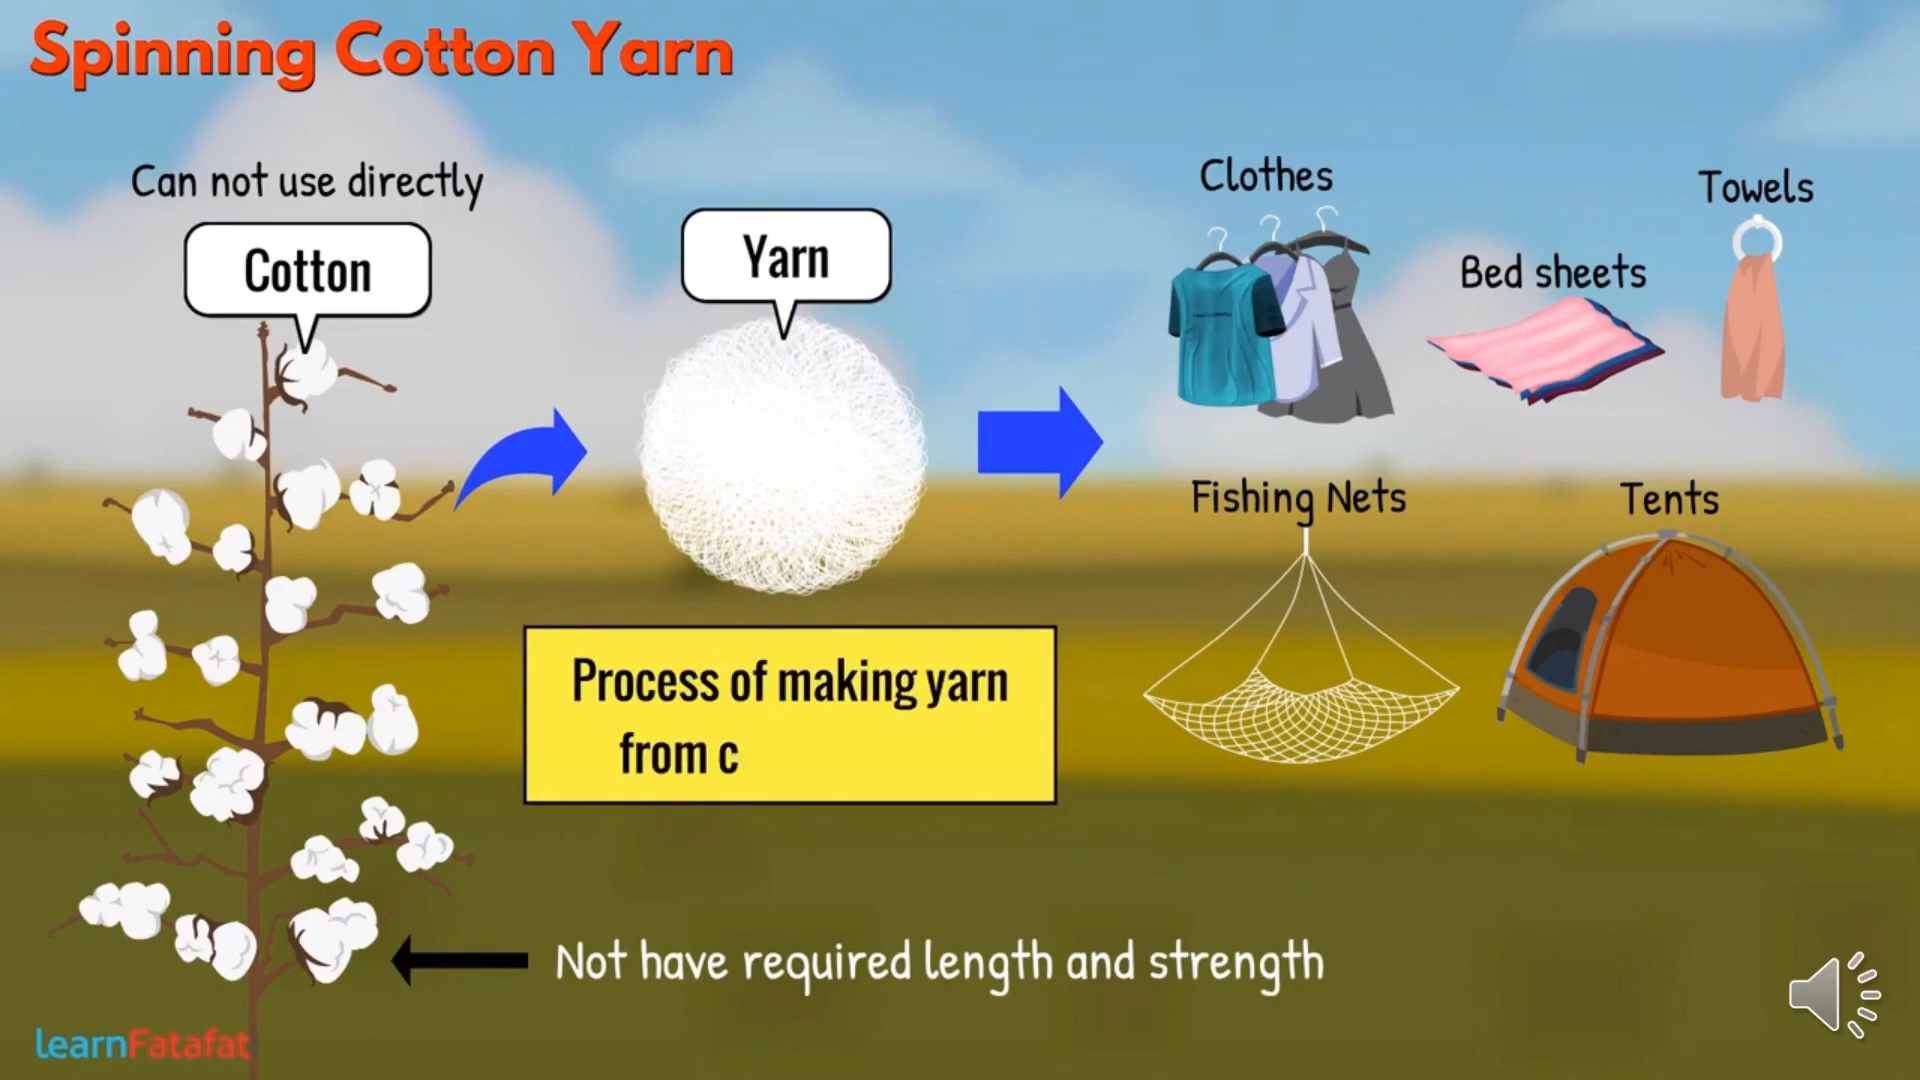 Spinning Cotton Yarn
Can not use directly
Cotton
Yarn
Clothes
Bed sheets
Towels
Fishing Nets
Tents
Process of making yarn
from c
Not have required length and strength
learnFatafat